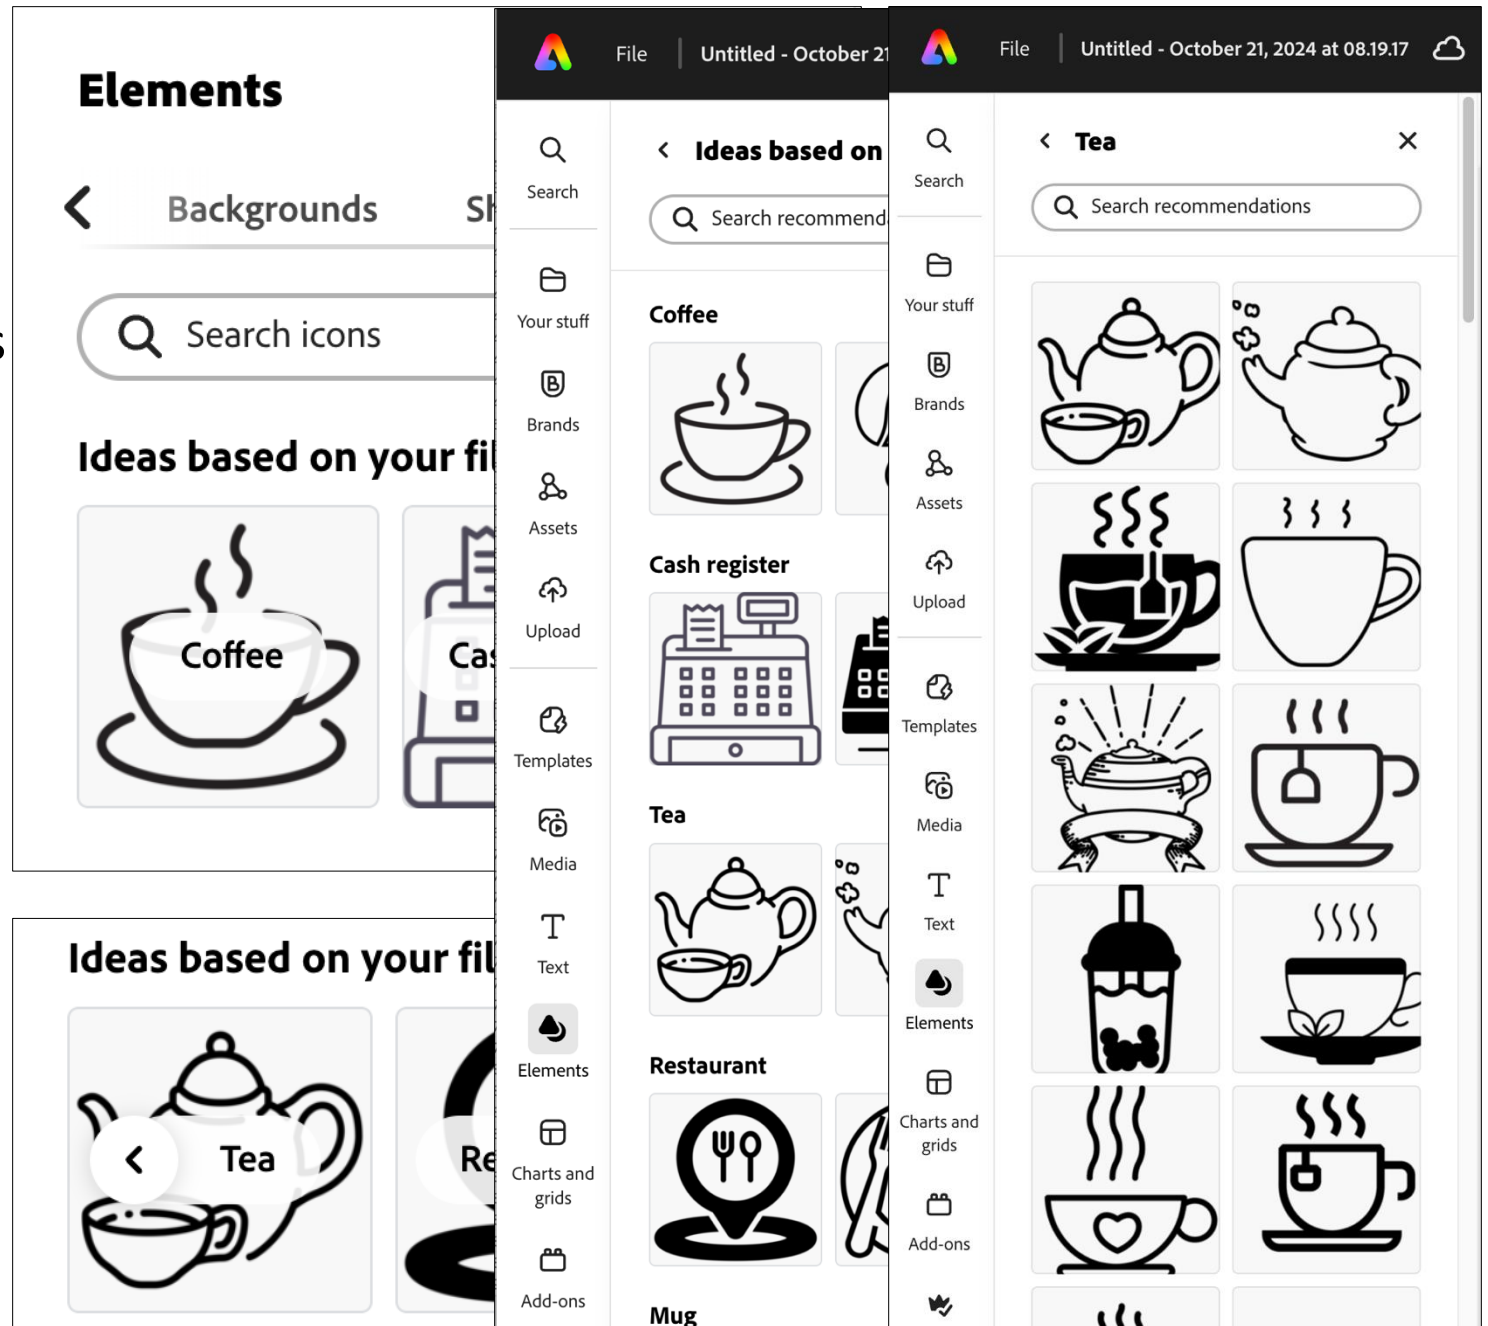 Elements
Backgrounds
Search icons
Ideas based on your fil
Coffee
Cas
Ideas based on your fil
Tea
Re
File
Untitled - October 21
Search
Your stuff
Brands
Assets
Upload
Templates
Media
Text
Elements
Charts and
grids
Add-ons
Ideas based on
Search recommend
Coffee
Cash register
Tea
Restaurant
Mug
File
Untitled - October 21, 2024 at 08.19.17
Search
Your stuff
Brands
Assets
Upload
Templates
Media
Text
Elements
Charts and
grids
Add-ons
Tea
Search recommendations